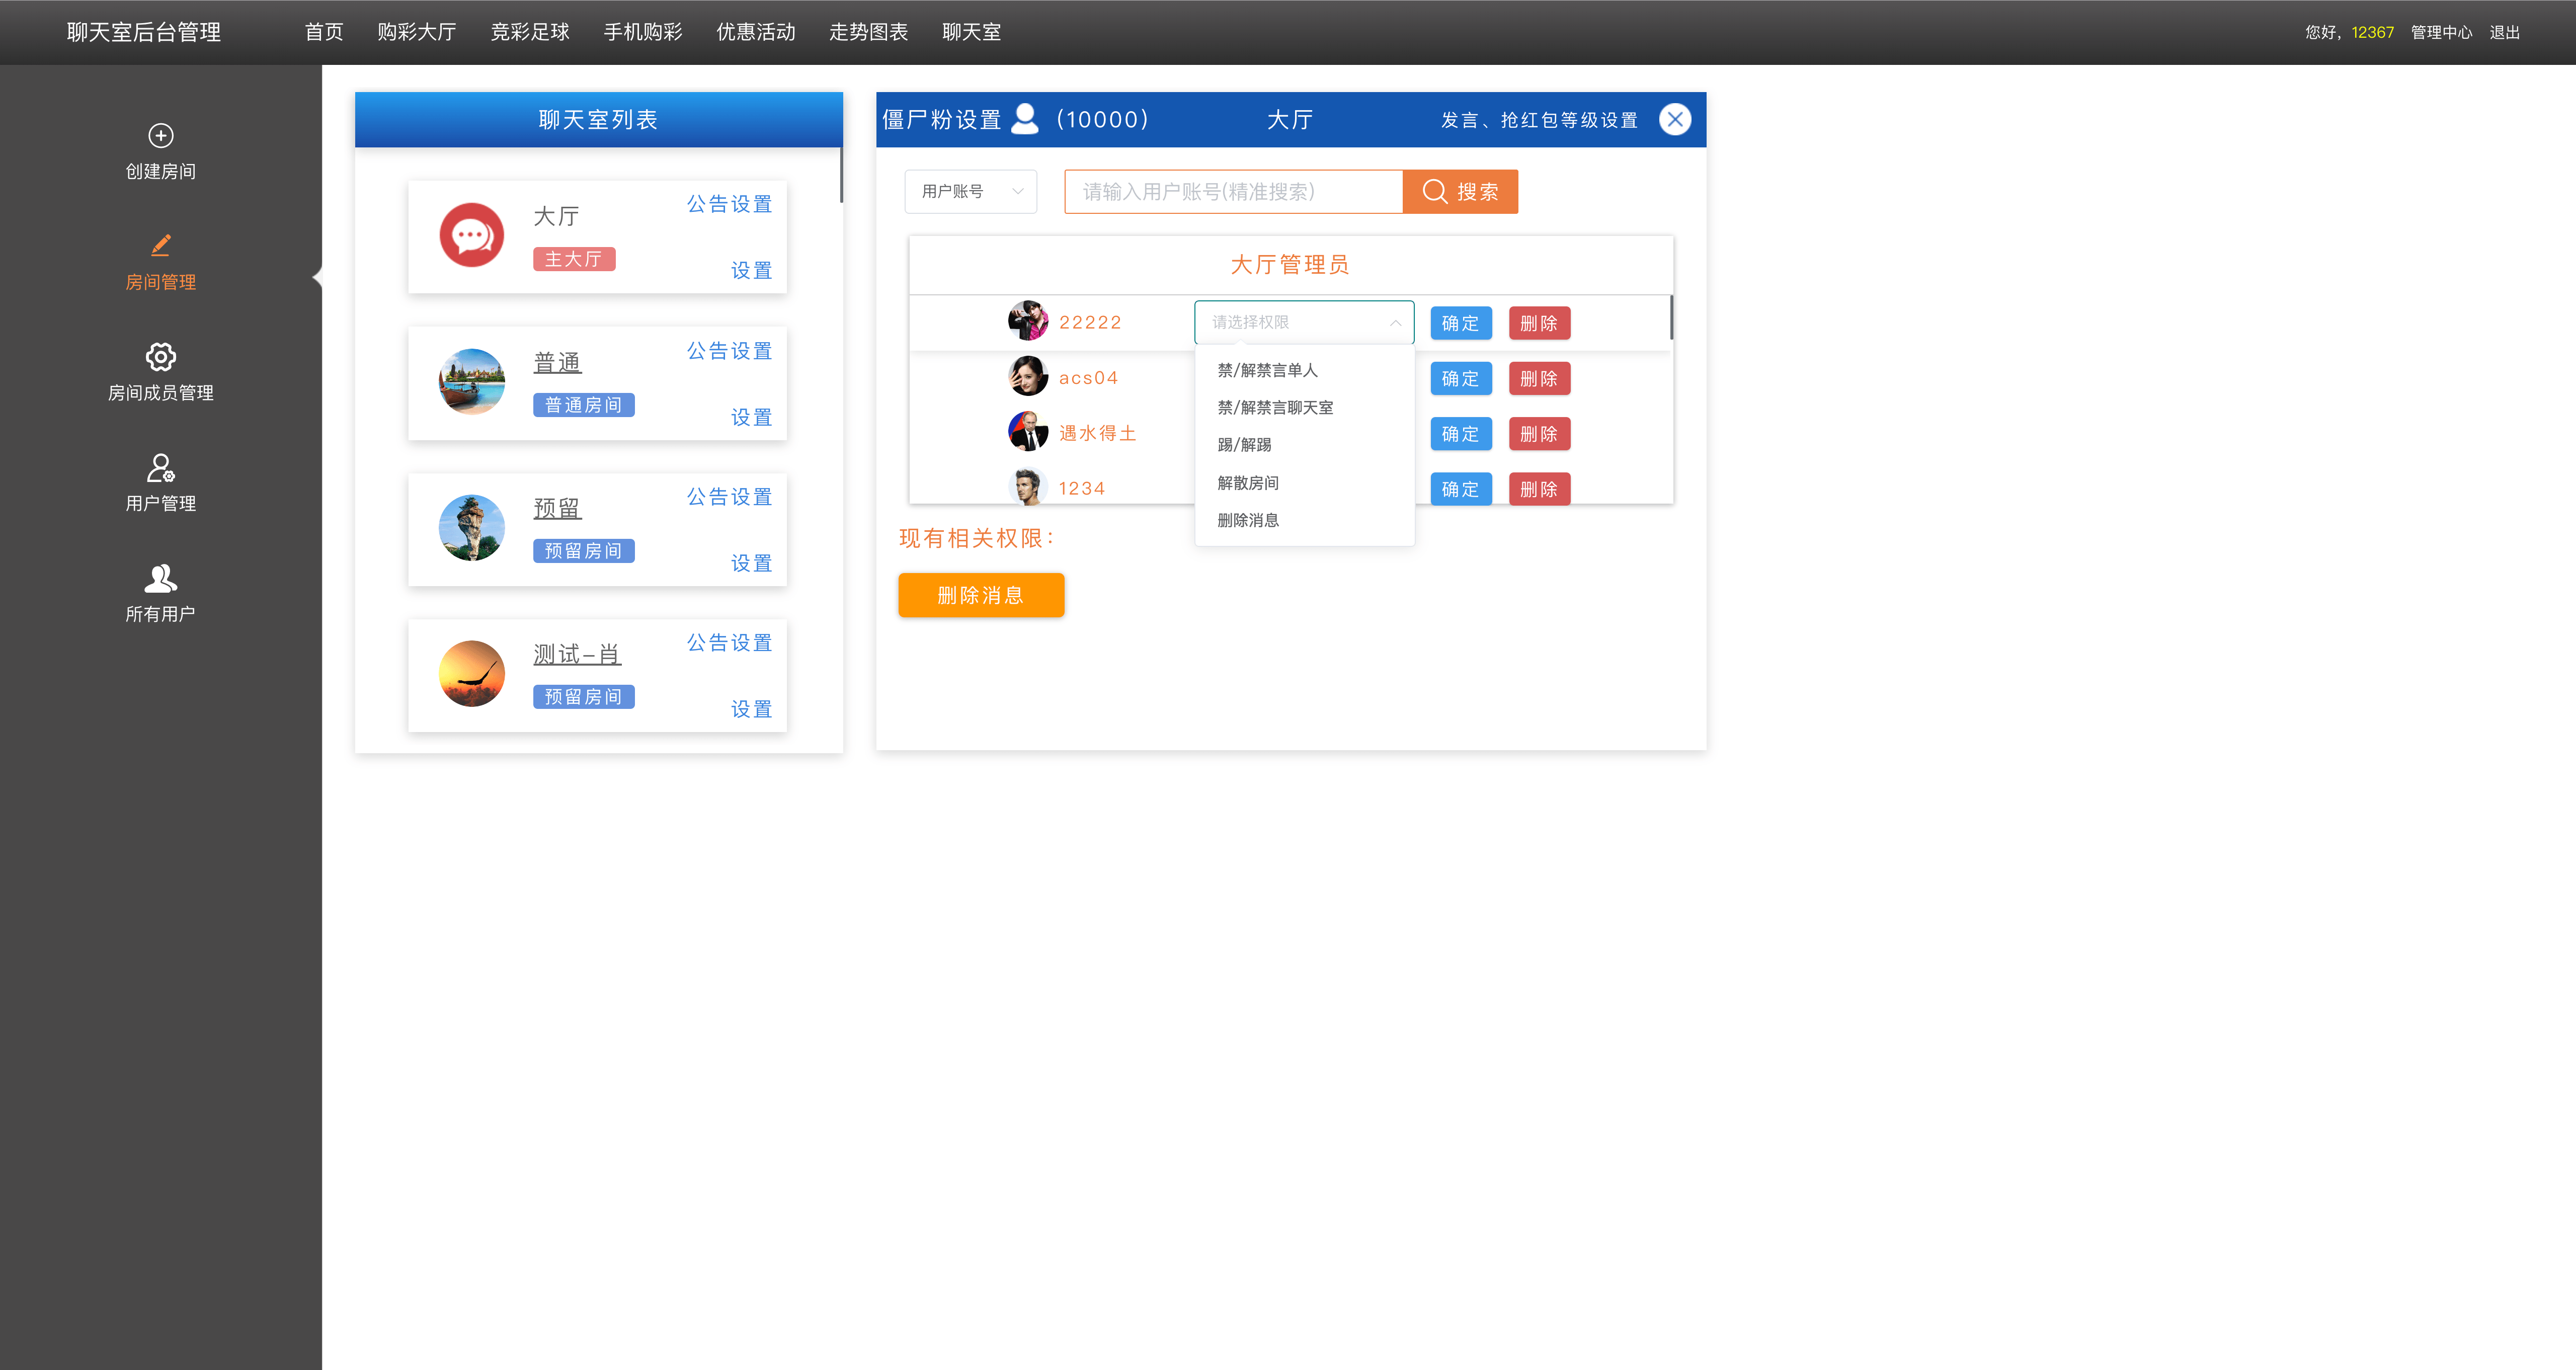 聊天室后台管理 首页 购彩大厅 竞彩足球 手机购彩 优惠活动 走势图表 聊天室 您好，12367 管理中心 退出
创建房间
房间管理
房间成员管理
用户管理
所有用户
聊天室列表
大厅 公告设置
主大厅
设置
普通 公告设置
普通房间
设置
预留 公告设置
预留房间
设置
测试-肖 公告设置
预留房间
设置
僵尸粉设置 (10000) 大厅 发言、抢红包等级设置
用户账号 请输入用户账号(精准搜索) 搜索
大厅管理员
22222 请选择权限 确定 删除
acs04 确定 删除
遇水得土 确定 删除
1234 确定 删除
禁/解禁言单人
禁/解禁言聊天室
踢/解踢
解散房间
删除消息
现有相关权限：
删除消息